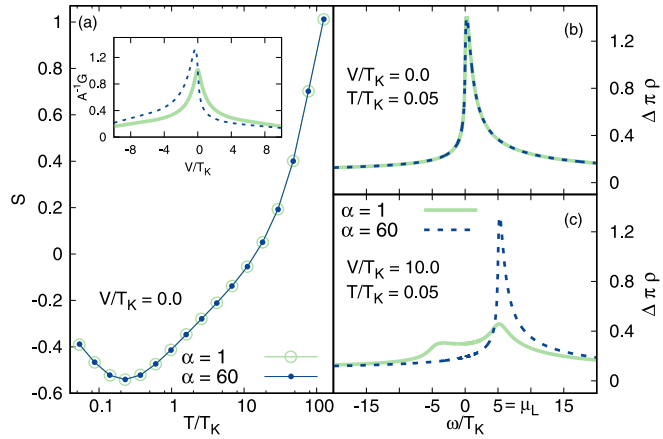 (a)
S
1
0.8
0.6
0.4
0.2
0
-0.2
-0.4
-0.6
0.1
1
10
100
T/T_K
V/T_K = 0.0
α = 1
α = 60
A⁻¹G
1.2
0.8
0.4
0
-8
-4
0
4
8
V/T_K
(b)
V/T_K = 0.0
T/T_K = 0.05
1.2
0.8
0.4
0
Δ π ρ
(c)
α = 1
α = 60
V/T_K = 10.0
T/T_K = 0.05
1.2
0.8
0.4
0
Δ π ρ
-15
-10
-5
0
5 = μ_L
15
ω/T_K